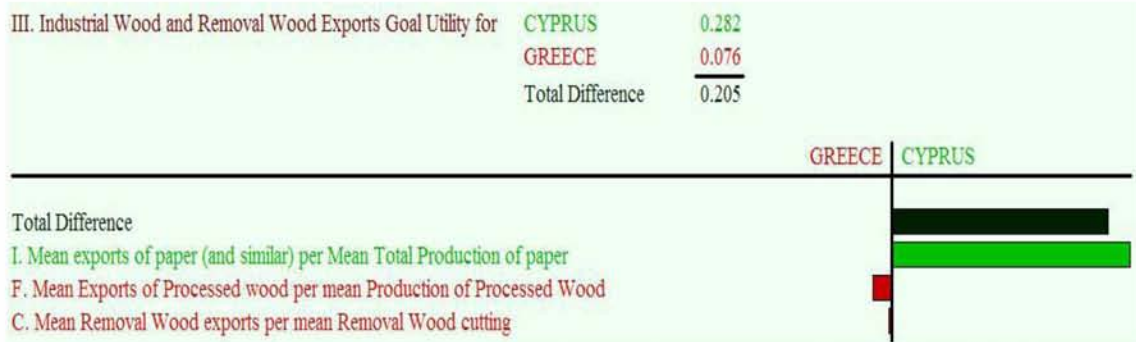 III. Industrial Wood and Removal Wood Exports Goal Utility for CYPRUS 0.282
GREECE 0.076
Total Difference 0.205
GREECE CYPRUS
Total Difference
I. Mean exports of paper (and similar) per Mean Total Production of paper
F. Mean Exports of Processed wood per mean Production of Processed Wood
C. Mean Removal Wood exports per mean Removal Wood cutting